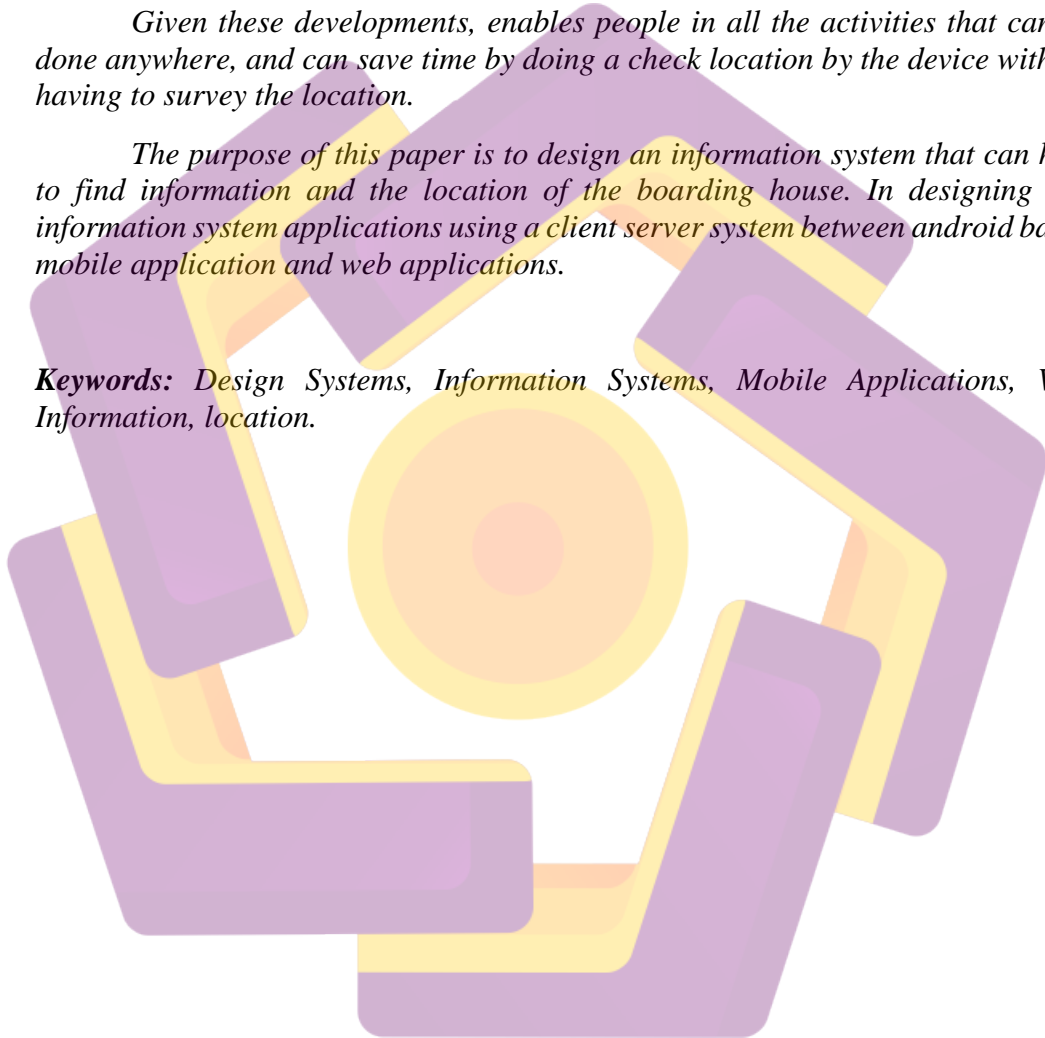 Given these developments, enables people in all the activities that can
done anywhere, and can save time by doing a check location by the device with
having to survey the location.
The purpose of this paper is to design an information system that can
to find information and the location of the boarding house. In designing
information system applications using a client server system between android
mobile application and web applications.
Keywords: Design Systems, Information Systems, Mobile Applications,
Information, location.